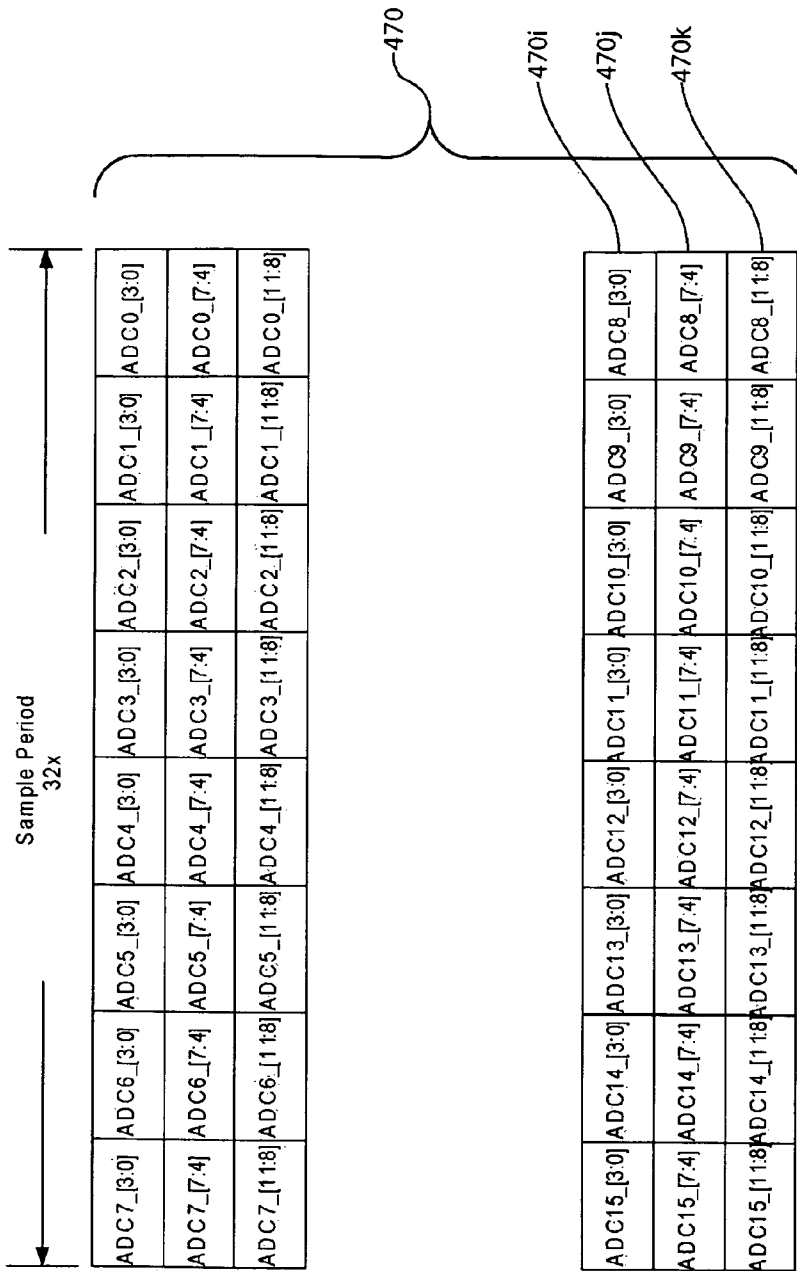 Sample Period
32x
ADC7_[3:0] ADC6_[3:0] ADC5_[3:0] ADC4_[3:0] ADC3_[3:0] ADC2_[3:0] ADC1_[3:0] ADC0_[3:0]
ADC7_[7:4] ADC6_[7:4] ADC5_[7:4] ADC4_[7:4] ADC3_[7:4] ADC2_[7:4] ADC1_[7:4] ADC0_[7:4]
ADC7_[11:8] ADC6_[11:8] ADC5_[11:8] ADC4_[11:8] ADC3_[11:8] ADC2_[11:8] ADC1_[11:8] ADC0_[11:8]
470
ADC15_[3:0] ADC14_[3:0] ADC13_[3:0] ADC12_[3:0] ADC11_[3:0] ADC10_[3:0] ADC9_[3:0] ADC8_[3:0] 470i
ADC15_[7:4] ADC14_[7:4] ADC13_[7:4] ADC12_[7:4] ADC11_[7:4] ADC10_[7:4] ADC9_[7:4] ADC8_[7:4] 470j
ADC15_[11:8] ADC14_[11:8] ADC13_[11:8] ADC12_[11:8] ADC11_[11:8] ADC10_[11:8] ADC9_[11:8] ADC8_[11:8] 470k